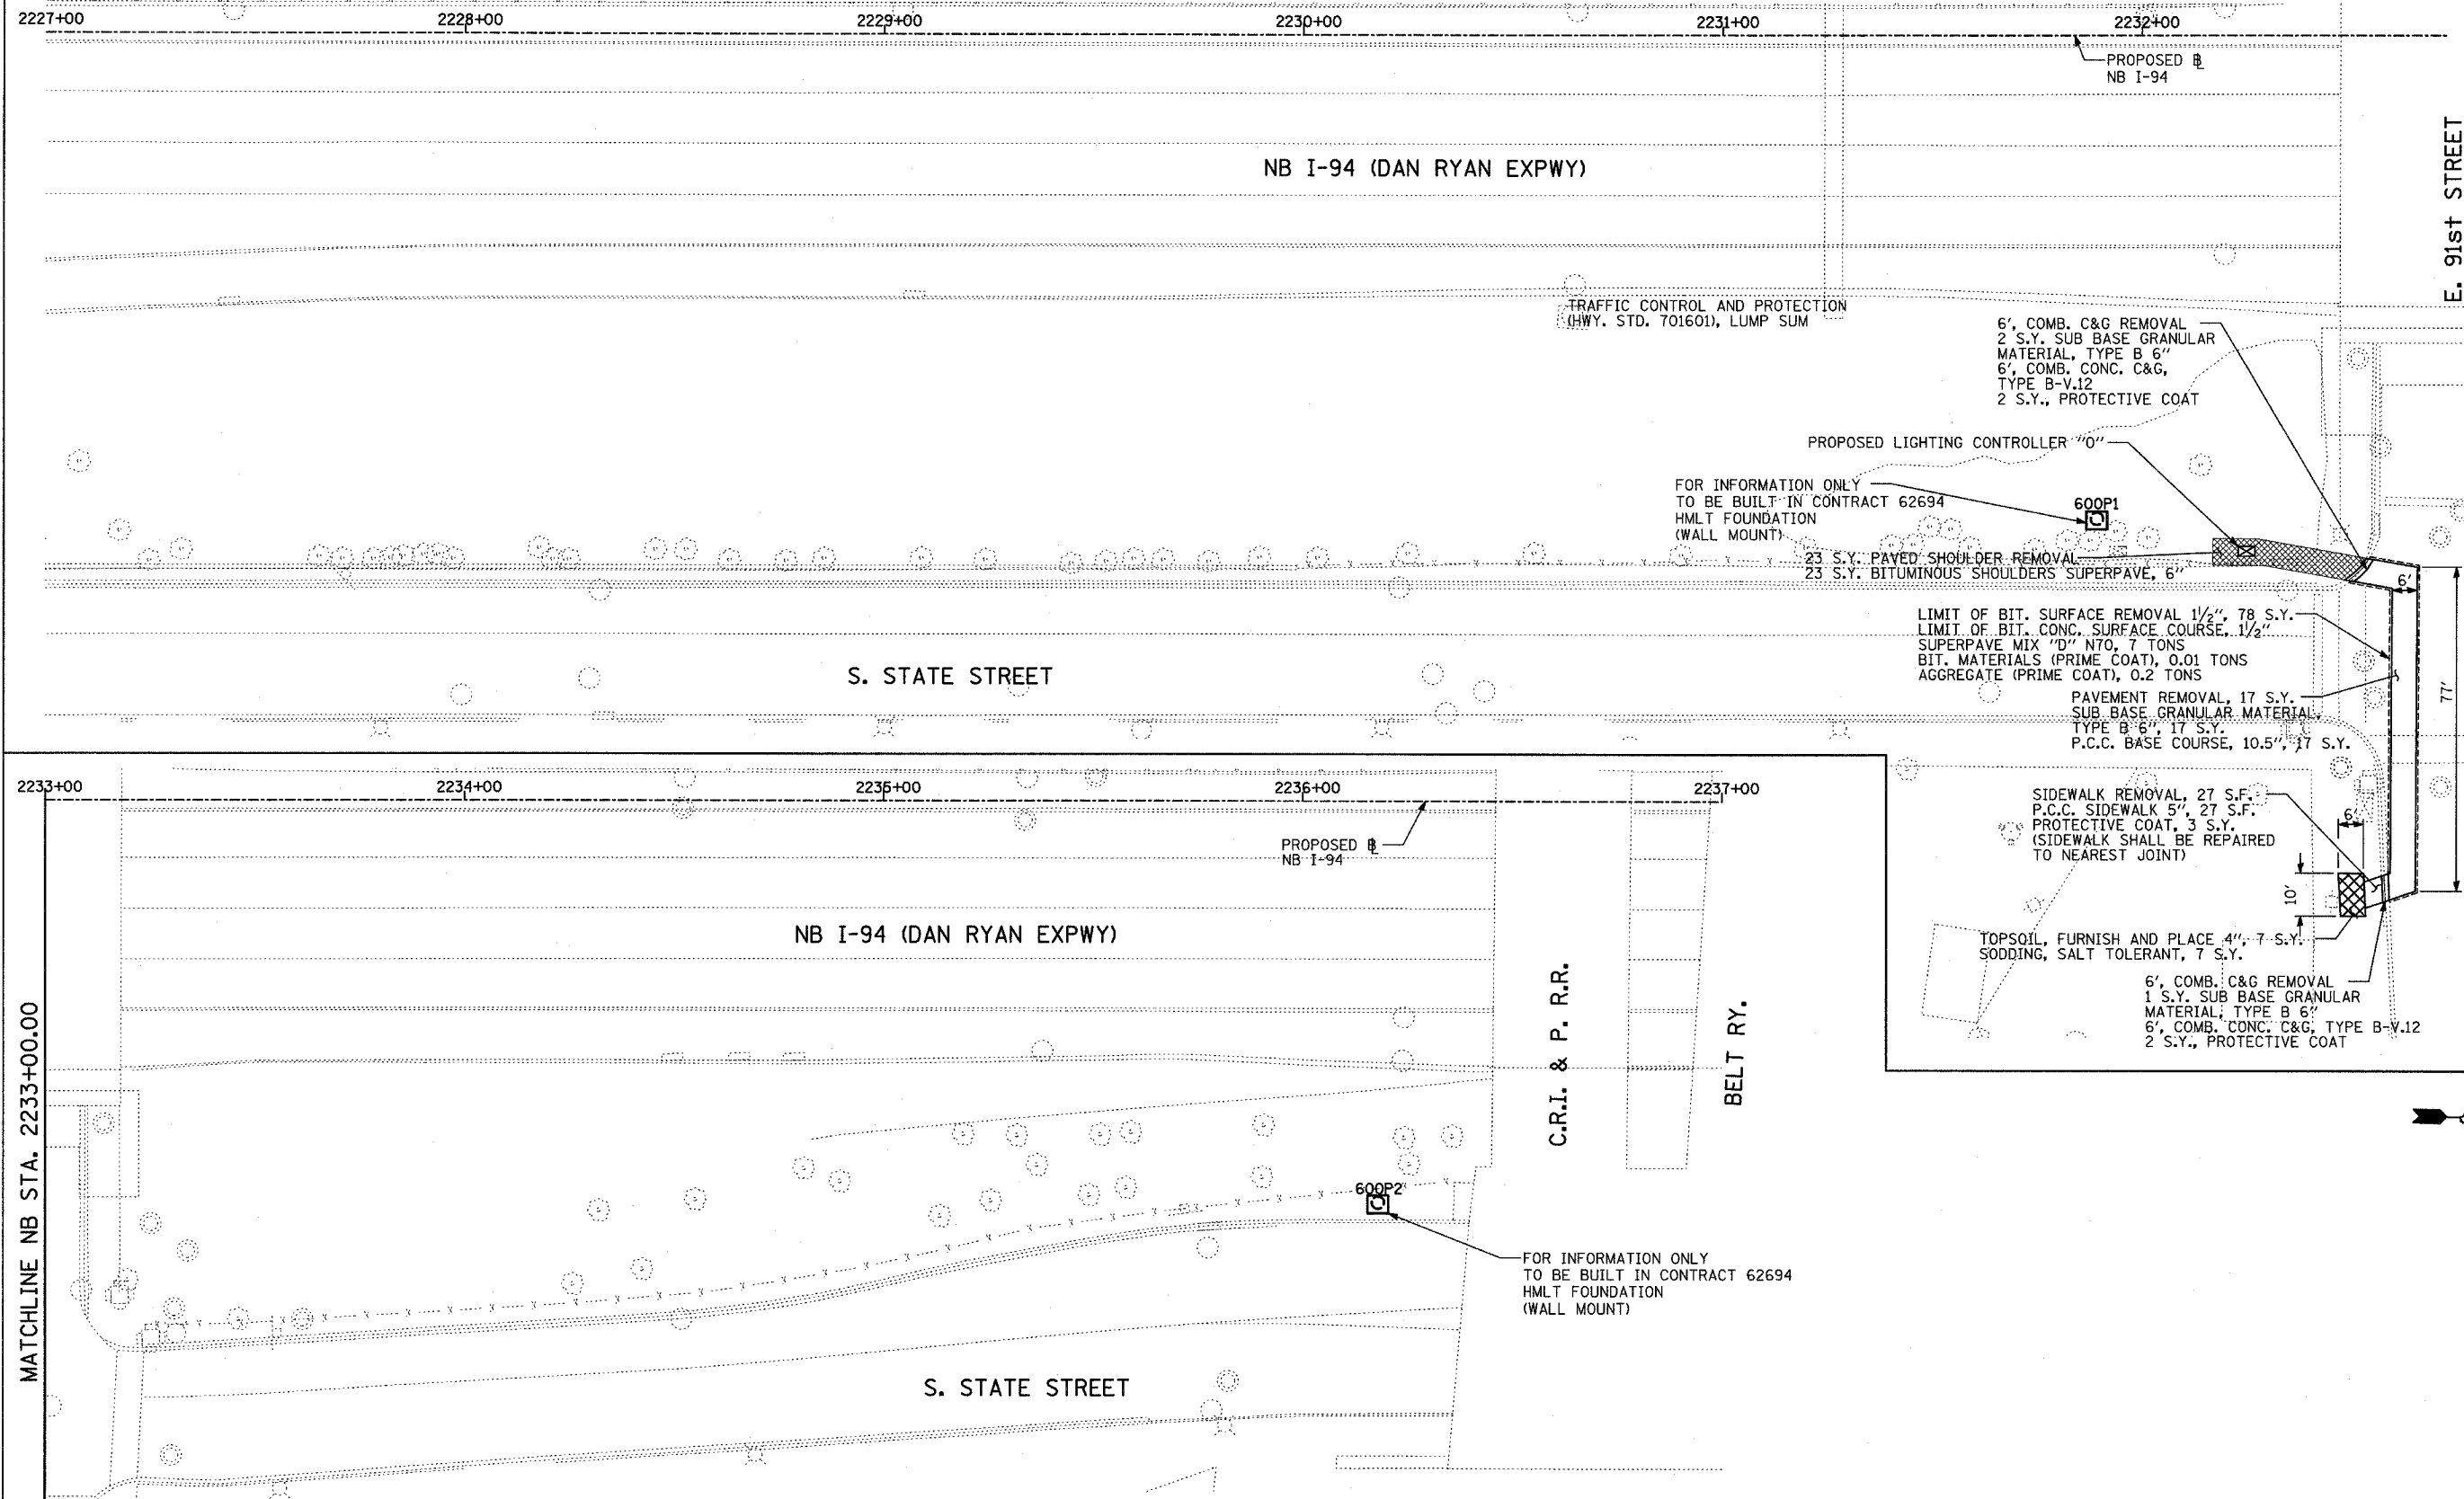 2227+00 2228+00 2229+00 2230+00 2231+00 2232+00
PROPOSED B̲L
NB I-94
E. 91st STREET
NB I-94 (DAN RYAN EXPWY)
TRAFFIC CONTROL AND PROTECTION
(HWY. STD. 701601), LUMP SUM
6', COMB. C&G REMOVAL
2 S.Y. SUB BASE GRANULAR
MATERIAL, TYPE B 6"
6', COMB. CONC. C&G,
TYPE B-V.12
2 S.Y., PROTECTIVE COAT
PROPOSED LIGHTING CONTROLLER "O"
FOR INFORMATION ONLY
TO BE BUILT IN CONTRACT 62694
HMLT FOUNDATION
(WALL MOUNT)
600P1
23 S.Y. PAVED SHOULDER REMOVAL
23 S.Y. BITUMINOUS SHOULDERS SUPERPAVE, 6"
6'
LIMIT OF BIT. SURFACE REMOVAL 1½", 78 S.Y.
LIMIT OF BIT. CONC. SURFACE COURSE, 1½"
SUPERPAVE MIX "D" N70, 7 TONS
BIT. MATERIALS (PRIME COAT), 0.01 TONS
AGGREGATE (PRIME COAT), 0.2 TONS
77'
S. STATE STREET
PAVEMENT REMOVAL, 17 S.Y.
SUB BASE GRANULAR MATERIAL,
TYPE B 6", 17 S.Y.
P.C.C. BASE COURSE, 10.5", 17 S.Y.
SIDEWALK REMOVAL, 27 S.F.
P.C.C. SIDEWALK 5", 27 S.F.
PROTECTIVE COAT, 3 S.Y.
(SIDEWALK SHALL BE REPAIRED
TO NEAREST JOINT)
6'
10'
TOPSOIL, FURNISH AND PLACE 4", 7 S.Y.
SODDING, SALT TOLERANT, 7 S.Y.
6', COMB. C&G REMOVAL
1 S.Y. SUB BASE GRANULAR
MATERIAL, TYPE B 6"
6', COMB. CONC. C&G, TYPE B-V.12
2 S.Y., PROTECTIVE COAT
2233+00 2234+00 2235+00 2236+00 2237+00
PROPOSED B̲L
NB I-94
NB I-94 (DAN RYAN EXPWY)
C.R.I. & P. R.R.
BELT RY.
MATCHLINE NB STA. 2233+00.00
600P2
FOR INFORMATION ONLY
TO BE BUILT IN CONTRACT 62694
HMLT FOUNDATION
(WALL MOUNT)
S. STATE STREET